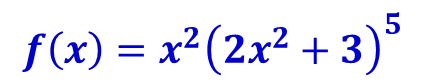 f(x) = x²(2x² + 3)⁵